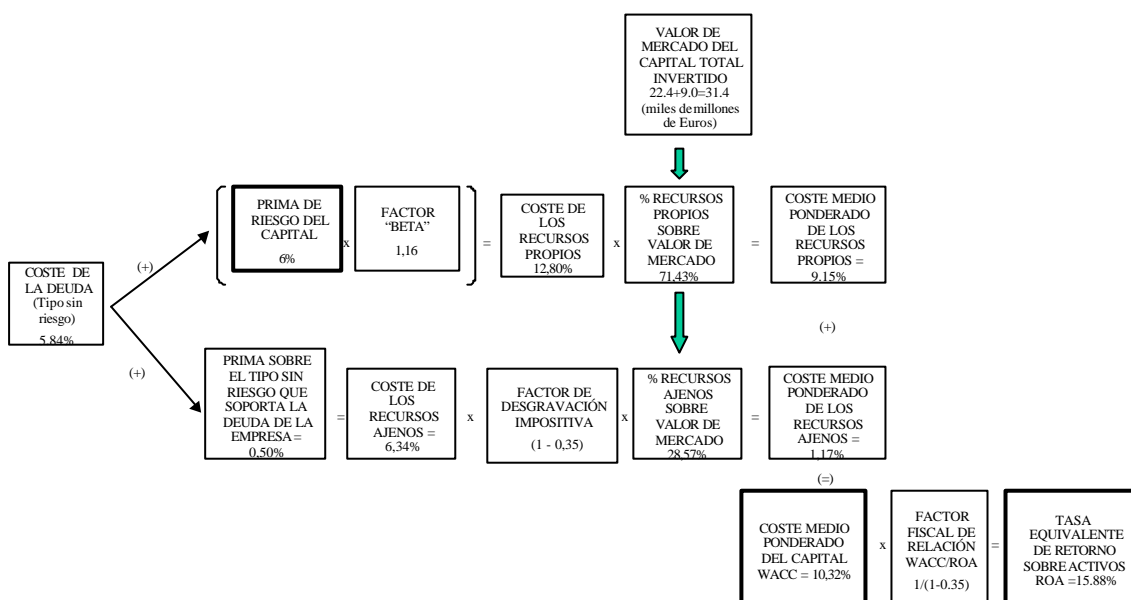 VALOR DE
MERCADO DEL
CAPITAL TOTAL
INVERTIDO
22.4+9.0=31.4
(miles de millones
de Euros)
COSTE DE
LA DEUDA
(Tipo sin
riesgo)
5.84%
(+)
(+)
PRIMA DE
RIESGO DEL
CAPITAL
6%
x
FACTOR
“BETA”
1,16
=
COSTE DE
LOS
RECURSOS
PROPIOS
12,80%
x
% RECURSOS
PROPIOS
SOBRE
VALOR DE
MERCADO
71,43%
=
COSTE MEDIO
PONDERADO
DE LOS
RECURSOS
PROPIOS =
9,15%
(+)
PRIMA SOBRE
EL TIPO SIN
RIESGO QUE
SOPORTA LA
DEUDA DE LA
EMPRESA =
0,50%
=
COSTE DE
LOS
RECURSOS
AJENOS =
6,34%
x
FACTOR DE
DESGRAVACIÓN
IMPOSITIVA
(1 - 0,35)
x
% RECURSOS
AJENOS
SOBRE
VALOR DE
MERCADO
28,57%
=
COSTE MEDIO
PONDERADO
DE LOS
RECURSOS
AJENOS =
1,17%
(=)
COSTE MEDIO
PONDERADO
DEL CAPITAL
WACC = 10,32%
x
FACTOR
FISCAL DE
RELACIÓN
WACC/ROA
1/(1-0.35)
=
TASA
EQUIVALENTE
DE RETORNO
SOBRE ACTIVOS
ROA =15.88%